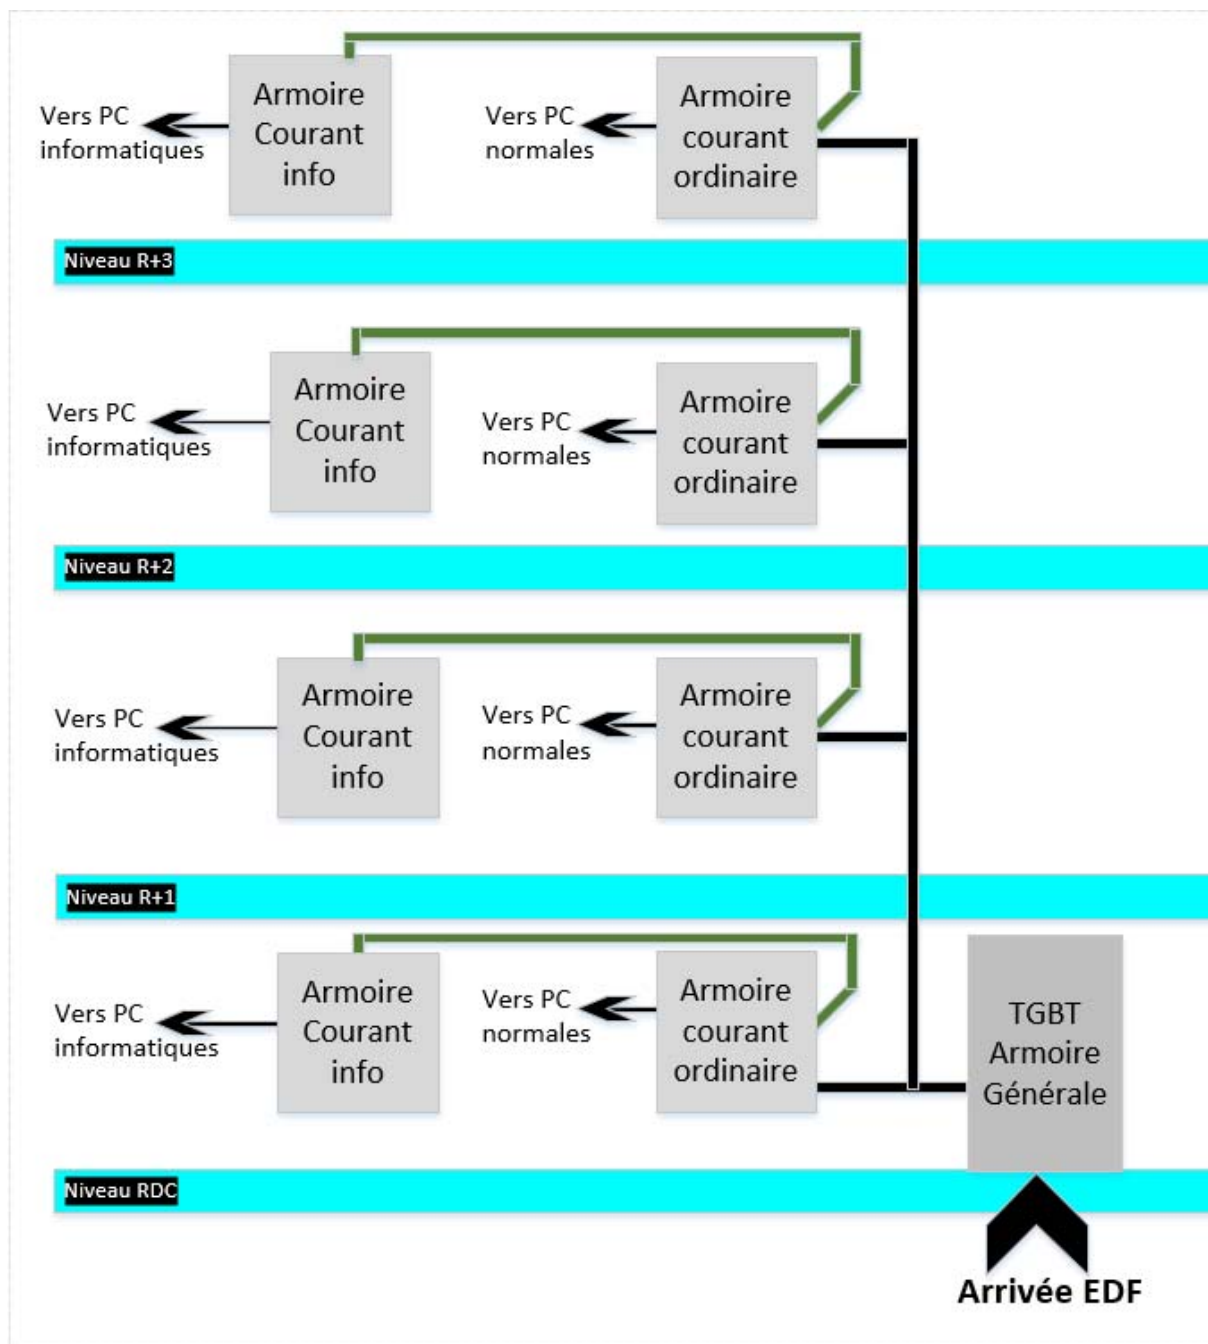 Vers PC
informatiques
Armoire
Courant
info
Vers PC
normales
Armoire
courant
ordinaire
Niveau R+3
Vers PC
informatiques
Armoire
Courant
info
Vers PC
normales
Armoire
courant
ordinaire
Niveau R+2
Vers PC
informatiques
Armoire
Courant
info
Vers PC
normales
Armoire
courant
ordinaire
Niveau R+1
Vers PC
informatiques
Armoire
Courant
info
Vers PC
normales
Armoire
courant
ordinaire
TGBT
Armoire
Générale
Niveau RDC
Arrivée EDF